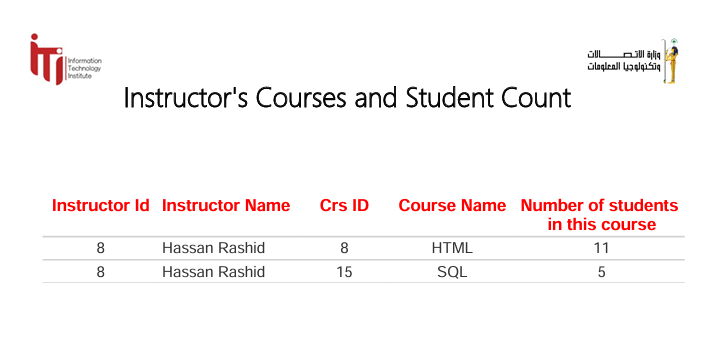 iTi
Information
Technology
Institute
وزارة الاتصالات
وتكنولوجيا المعلومات
Instructor's Courses and Student Count
Instructor Id Instructor Name Crs ID Course Name Number of students
in this course
8 Hassan Rashid 8 HTML 11
8 Hassan Rashid 15 SQL 5